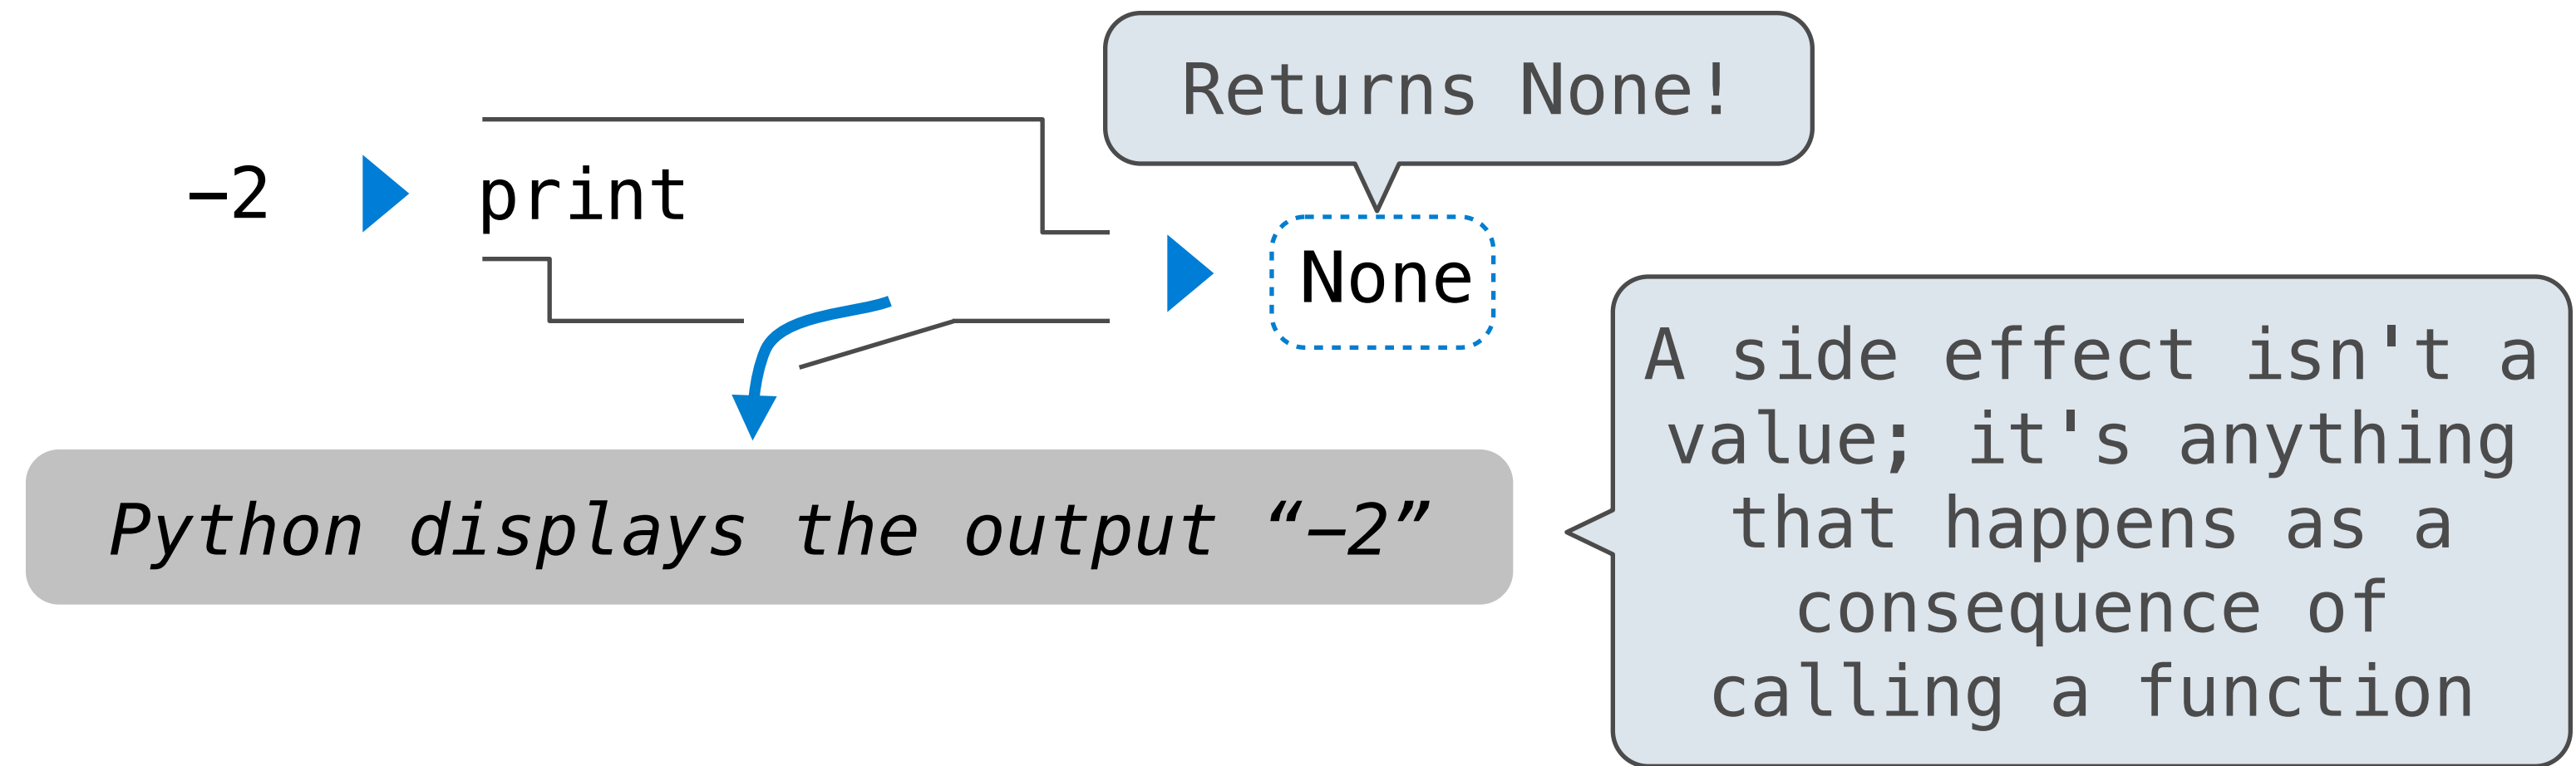 Returns None!
–2
print
None
A side effect isn't a
value; it's anything
that happens as a
consequence of
calling a function
Python displays the output “–2”